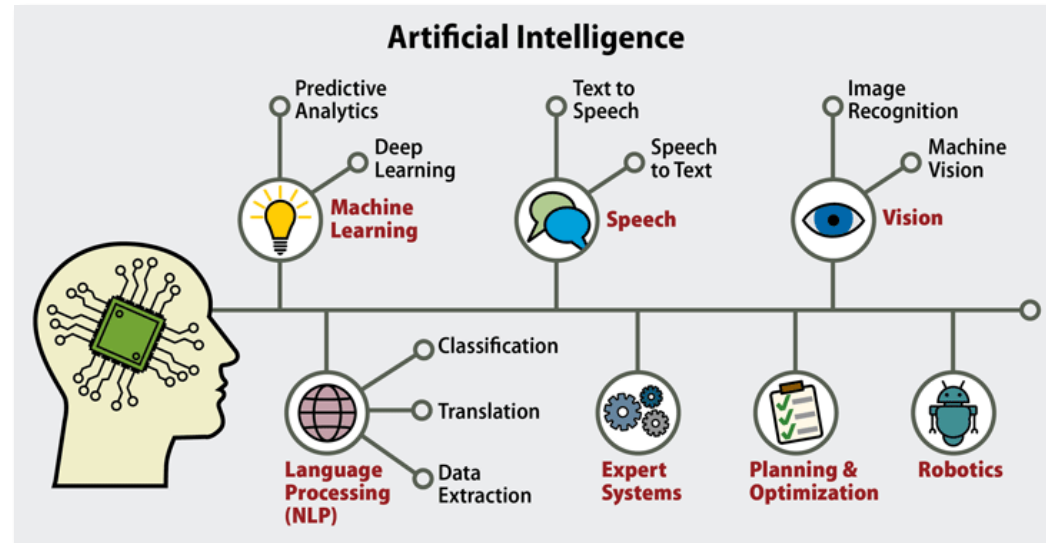 Artificial Intelligence
Predictive
Analytics
Deep
Learning
Machine
Learning
Text to
Speech
Speech
to Text
Speech
Image
Recognition
Machine
Vision
Vision
Classification
Translation
Data
Extraction
Language
Processing
(NLP)
Expert
Systems
Planning &
Optimization
Robotics